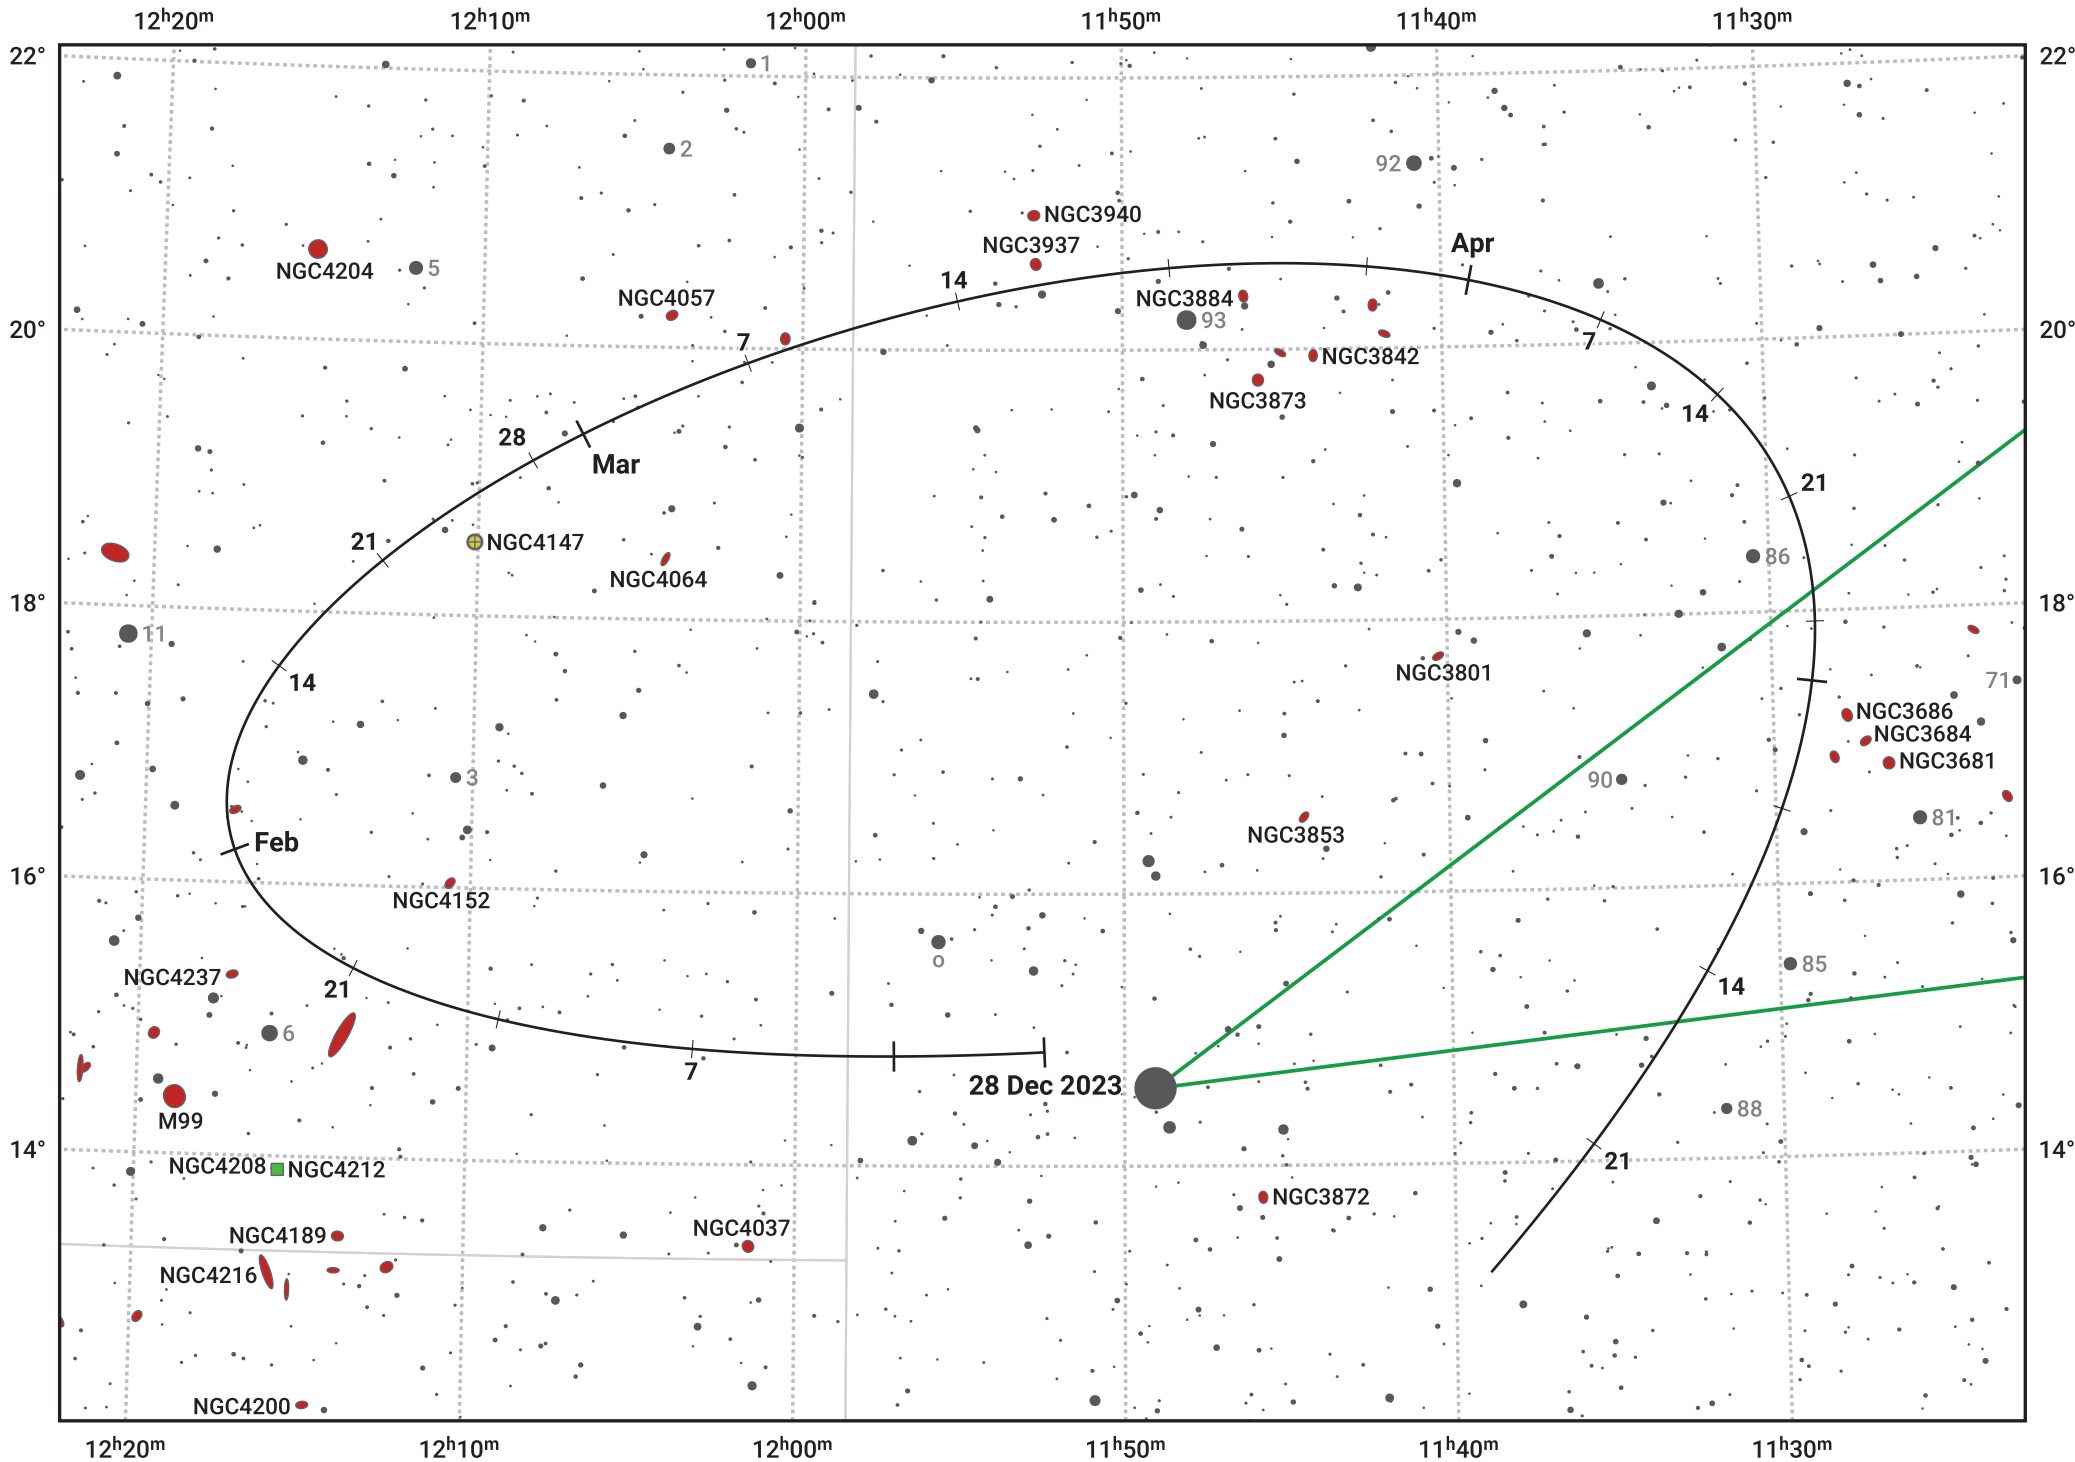 12h20m 12h10m 12h00m 11h50m 11h40m 11h30m
22° 22°
1
2
92
NGC3940
NGC3937
Apr
NGC4204
5
14
NGC4057
NGC3884
93
20° 20°
7
7
NGC3842
NGC3873
14
28
Mar
21
21
NGC4147
86
NGC4064
18° 18°
11
NGC3801
71
14
NGC3686
NGC3684
NGC3681
3
90
81
NGC3853
Feb
16° 16°
NGC4152
o
85
NGC4237
21
14
6
7
28 Dec 2023
88
M99
14° 14°
21
NGC4208
NGC4212
NGC3872
NGC4189
NGC4037
NGC4216
NGC4200
12h20m 12h10m 12h00m 11h50m 11h40m 11h30m